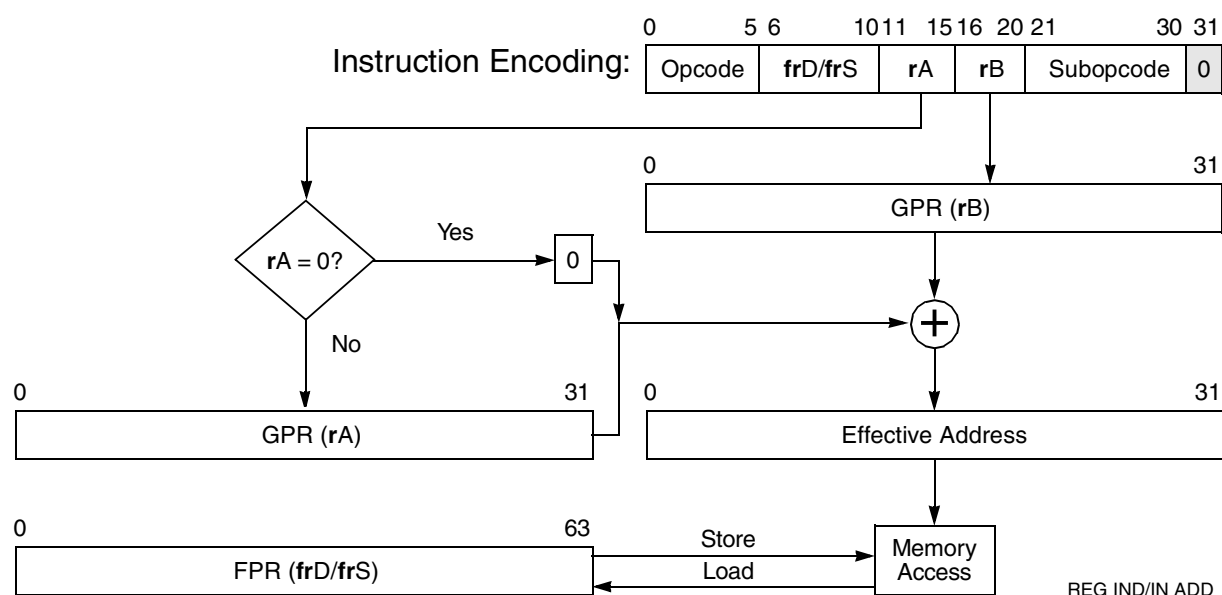 0 5 6 10 11 15 16 20 21 30 31
Instruction Encoding: Opcode frD/frS rA rB Subopcode 0
0 31
GPR (rB)
Yes
rA = 0? 0
+
No
0 31 0 31
GPR (rA) Effective Address
0 63
Store
FPR (frD/frS) Memory
Load Access
REG IND/IN ADD